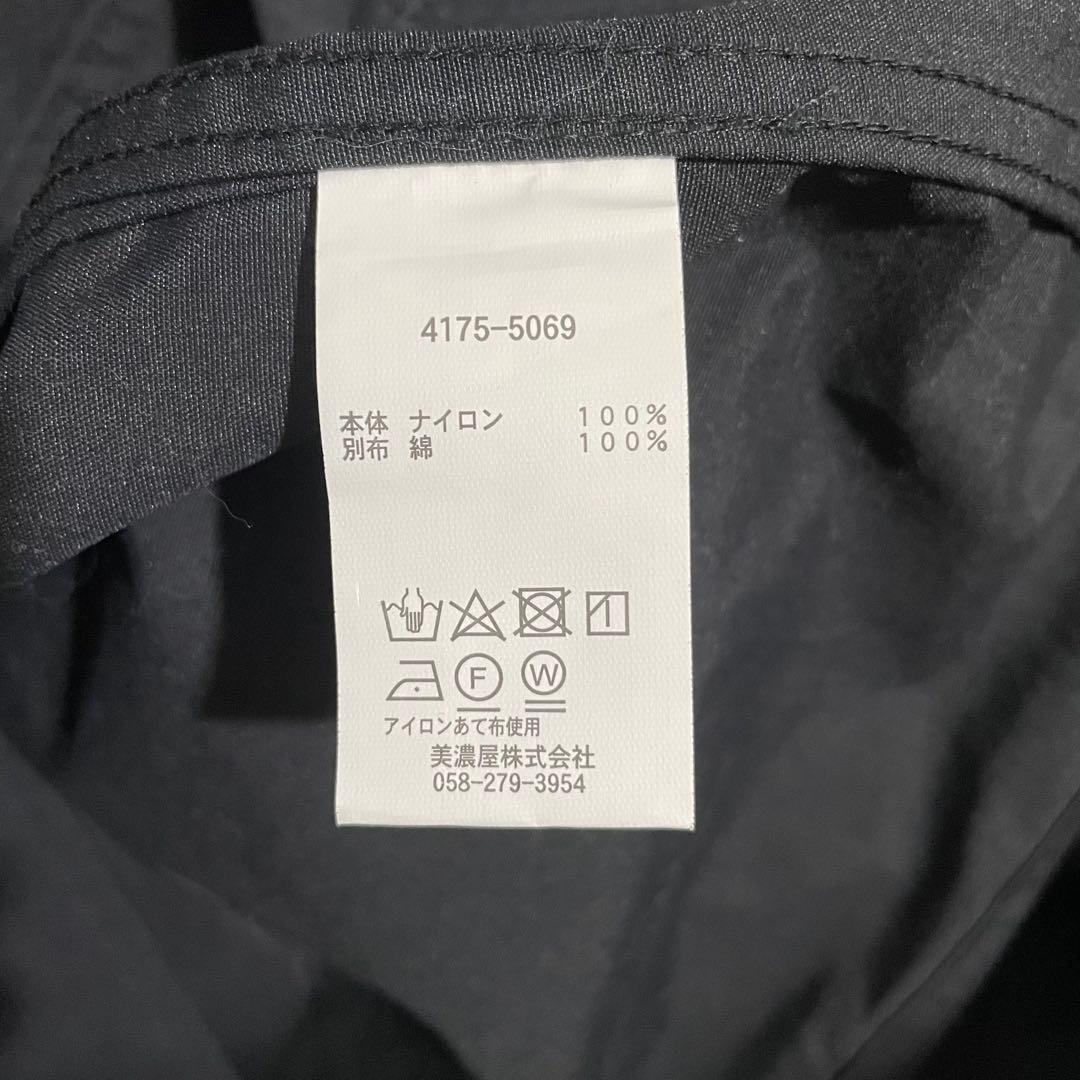 4175-5069
本体 ナイロン 100%
別布 綿 100%
F W
アイロンあて布使用
美濃屋株式会社
058-279-3954